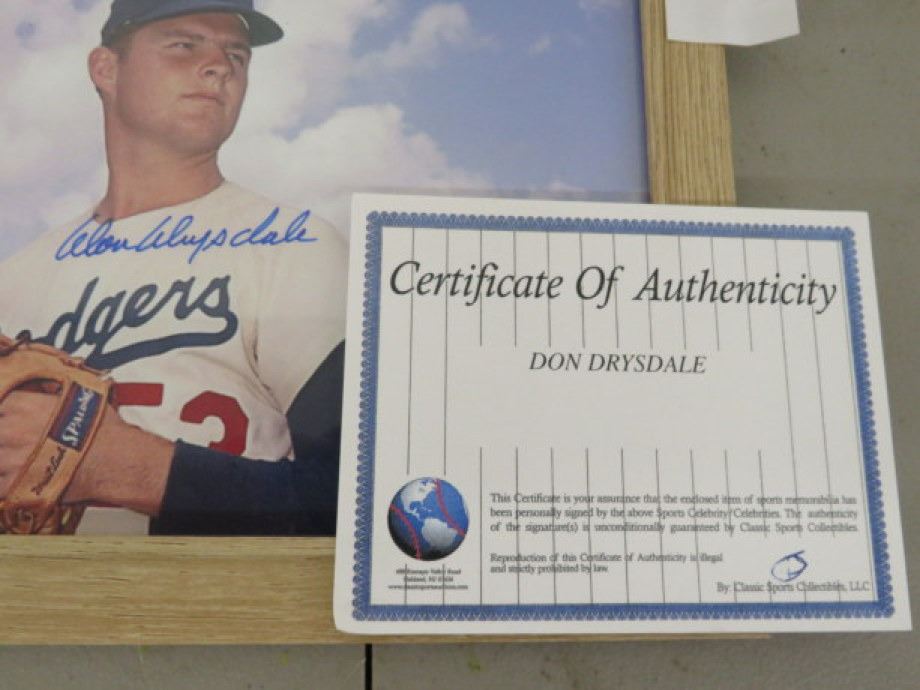 Don Drysdale
dgers
53
SPALDING
Certificate Of Authenticity
DON DRYSDALE
This Certificate is your assurance that the enclosed item of sports memorabilia has
been personally signed by the above Sports Celebrity/Celebrities. The authenticity
of the signature(s) is unconditionally guaranteed by Classic Sports Collectibles.
Reproduction of this Certificate of Authenticity is illegal
and strictly prohibited by law.
By: Classic Sports Collectibles, LLC
Oakland, NJ